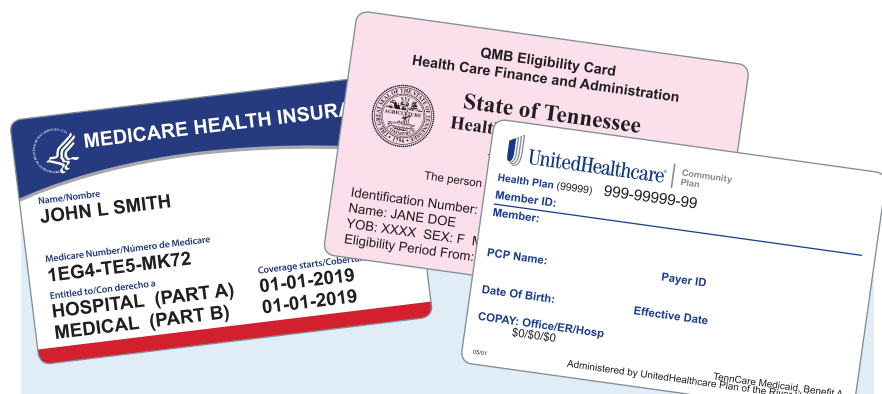 MEDICARE HEALTH INSURA
Name/Nombre
JOHN L SMITH
Medicare Number/Número de Medicare
1EG4-TE5-MK72
Entitled to/Con derecho a
HOSPITAL (PART A)
MEDICAL (PART B)
Coverage starts/Cobertu
01-01-2019
01-01-2019
QMB Eligibility Card
Health Care Finance and Administration
AGRICULTURE
State of Tennessee
Healt
The person
Identification Number:
Name: JANE DOE
YOB: XXXX SEX: F M
Eligibility Period From:
UnitedHealthcare®
Community
Plan
Health Plan (99999) 999-99999-99
Member ID:
Member:
PCP Name:
Payer ID
Date Of Birth:
Effective Date
COPAY: Office/ER/Hosp
$0/$0/$0
05/01
TennCare Medicaid, Benefit A
Administered by UnitedHealthcare Plan of the River